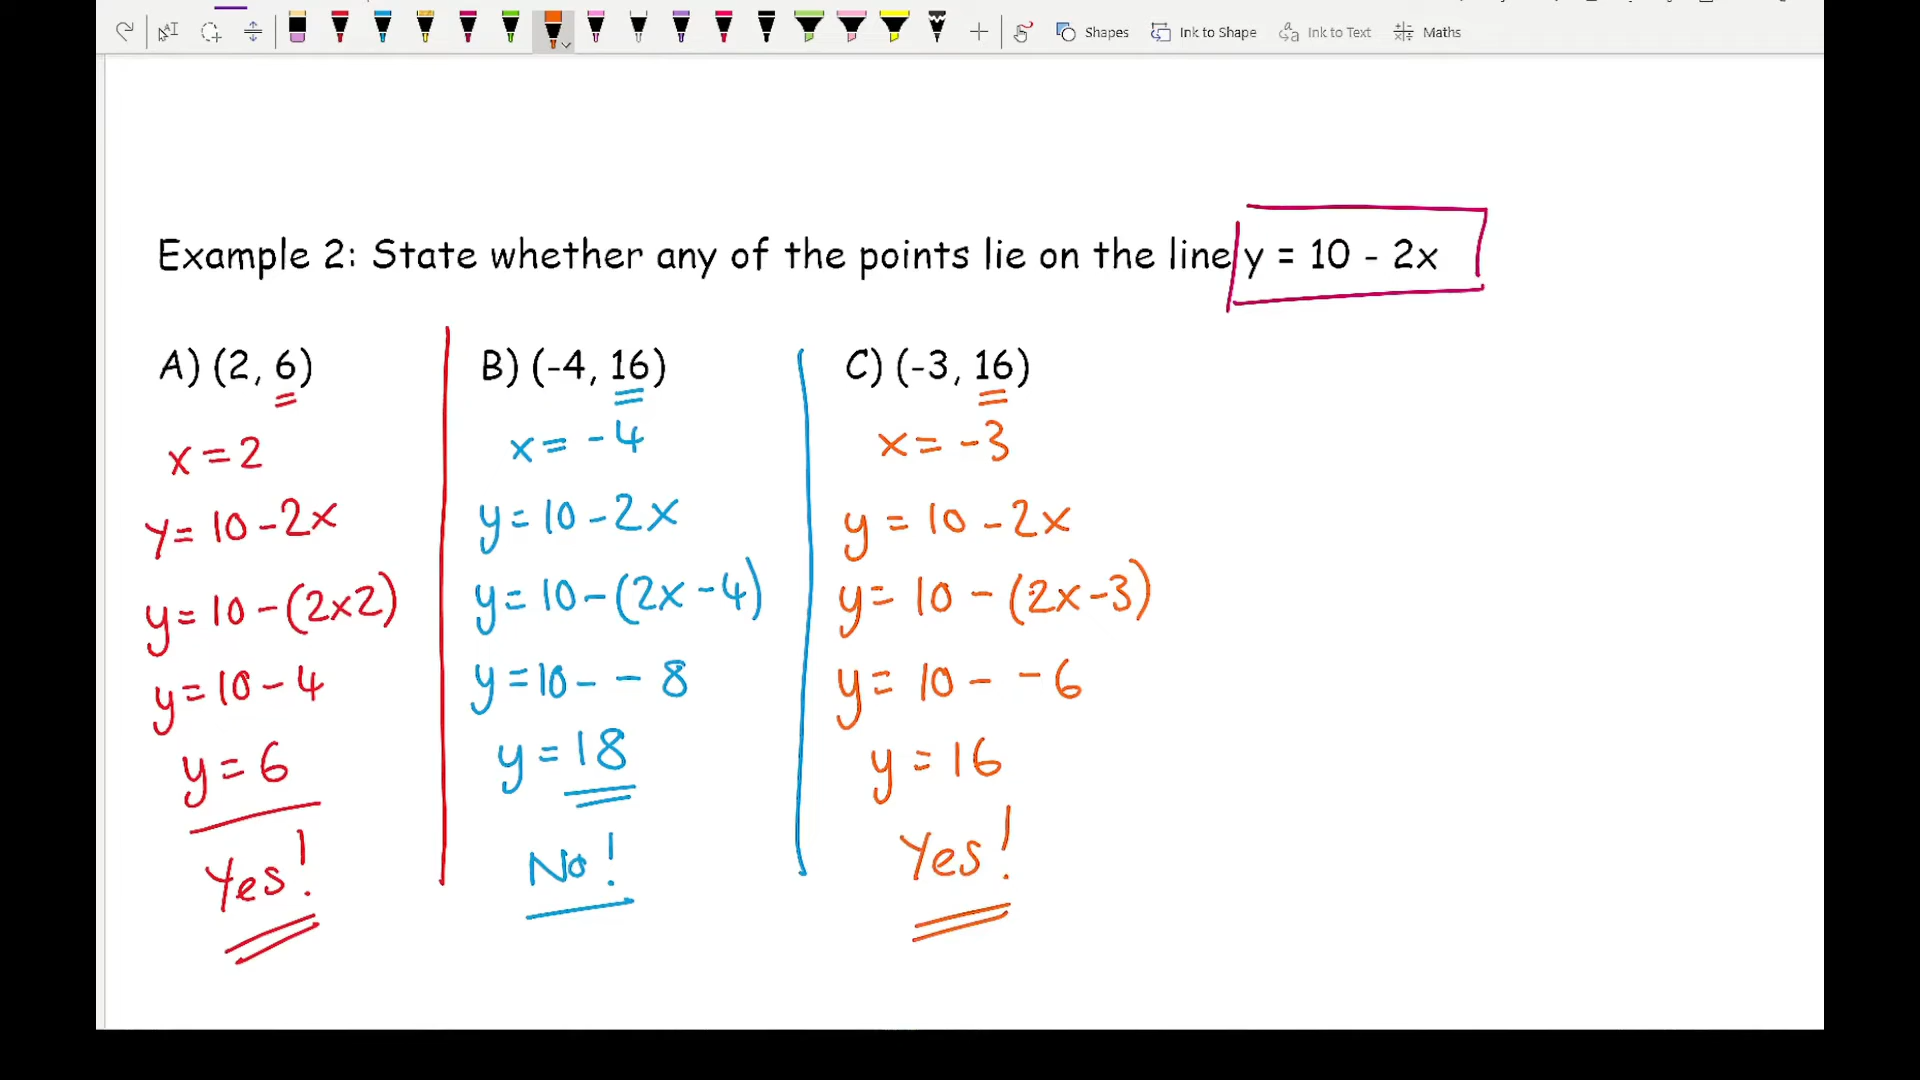 Shapes
Ink to Shape
Ink to Text
Maths
Example 2: State whether any of the points lie on the line y = 10 - 2x
A) (2, 6)
x = 2
y = 10 - 2x
y = 10 - (2x2)
y = 10 - 4
y = 6
Yes!
B) (-4, 16)
x = -4
y = 10 - 2x
y = 10 - (2x -4)
y = 10 - - 8
y = 18
No!
C) (-3, 16)
x = -3
y = 10 - 2x
y = 10 - (2x -3)
y = 10 - - 6
y = 16
Yes!